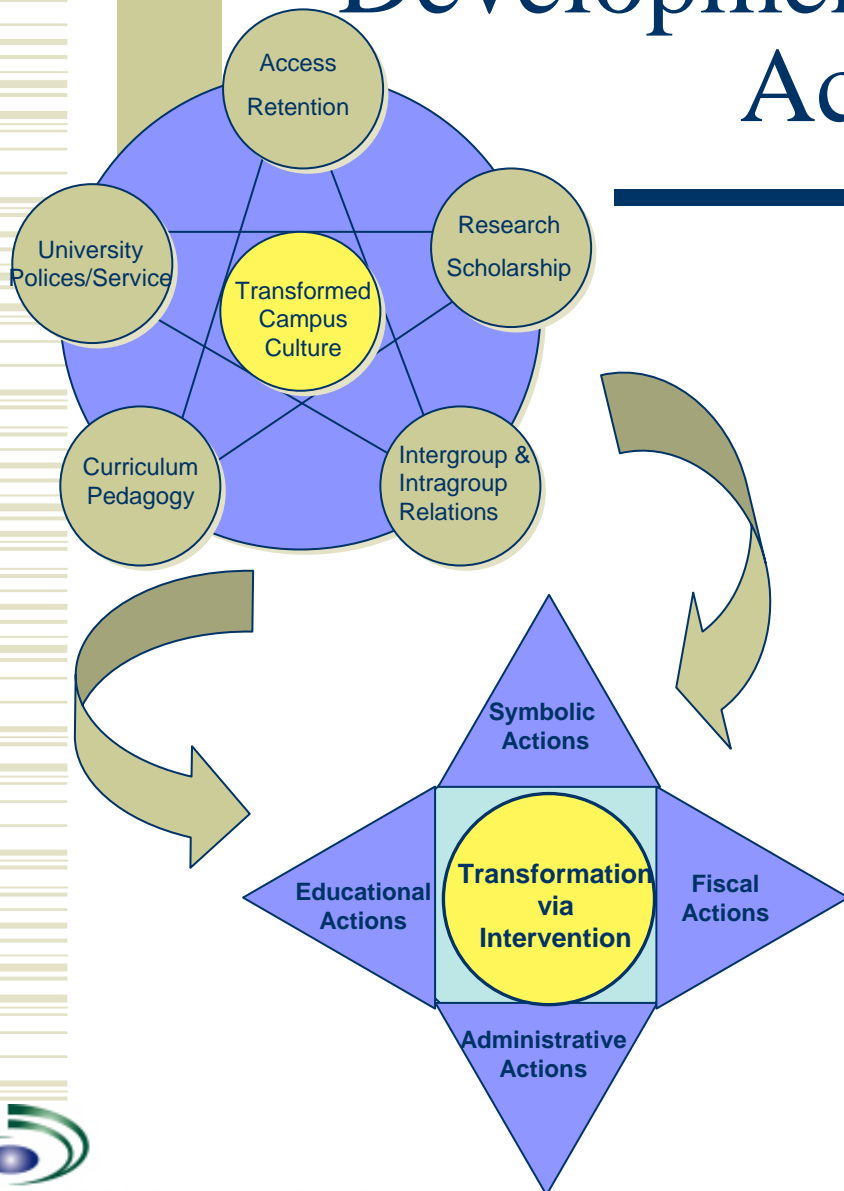 Access
Retention
Research
Scholarship
University
Polices/Service
Transformed
Campus
Culture
Curriculum
Pedagogy
Intergroup &
Intragroup
Relations
Symbolic
Actions
Educational
Actions
Transformation
via
Intervention
Fiscal
Actions
Administrative
Actions